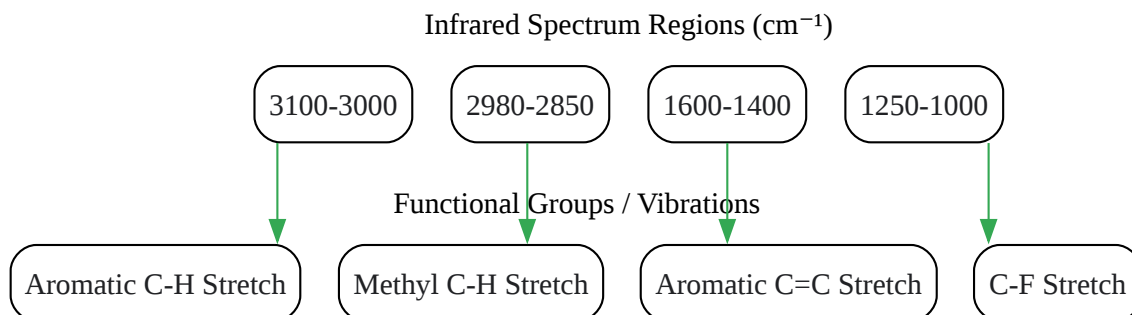 Infrared Spectrum Regions (cm⁻¹)
3100-3000 2980-2850 1600-1400 1250-1000
Functional Groups / Vibrations
Aromatic C-H Stretch Methyl C-H Stretch Aromatic C=C Stretch C-F Stretch